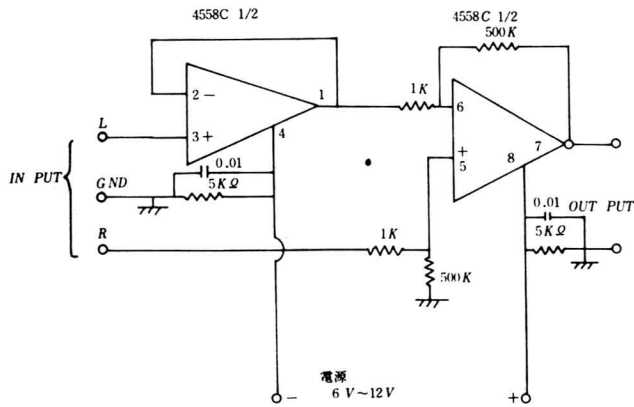 4558C 1/2
4558C 1/2
500K
1K
2 −
1
6
L
3 +
4
7
+
5
8
IN PUT
GND
0.01
5KΩ
0.01
OUT PUT
5KΩ
R
1K
500K
電源
6 V～12V
−
+